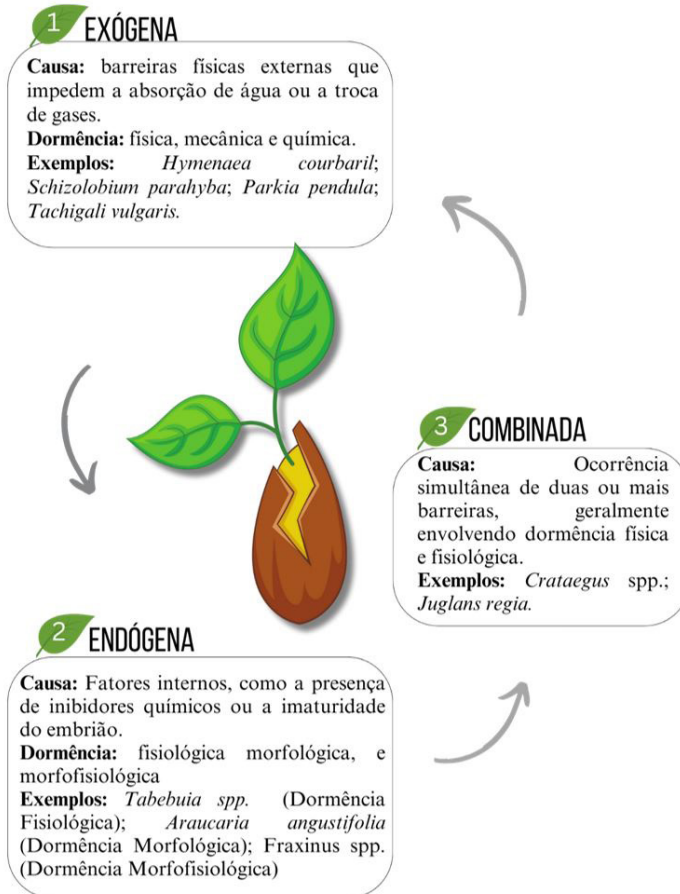 1 EXÓGENA
Causa: barreiras físicas externas que
impedem a absorção de água ou a troca
de gases.
Dormência: física, mecânica e química.
Exemplos: Hymenaea courbaril;
Schizolobium parahyba; Parkia pendula;
Tachigali vulgaris.
2 ENDÓGENA
Causa: Fatores internos, como a presença
de inibidores químicos ou a imaturidade
do embrião.
Dormência: fisiológica morfológica, e
morfofisiológica
Exemplos: Tabebuia spp. (Dormência
Fisiológica); Araucaria angustifolia
(Dormência Morfológica); Fraxinus spp.
(Dormência Morfofisiológica)
3 COMBINADA
Causa: Ocorrência
simultânea de duas ou mais
barreiras, geralmente
envolvendo dormência física
e fisiológica.
Exemplos: Crataegus spp.;
Juglans regia.